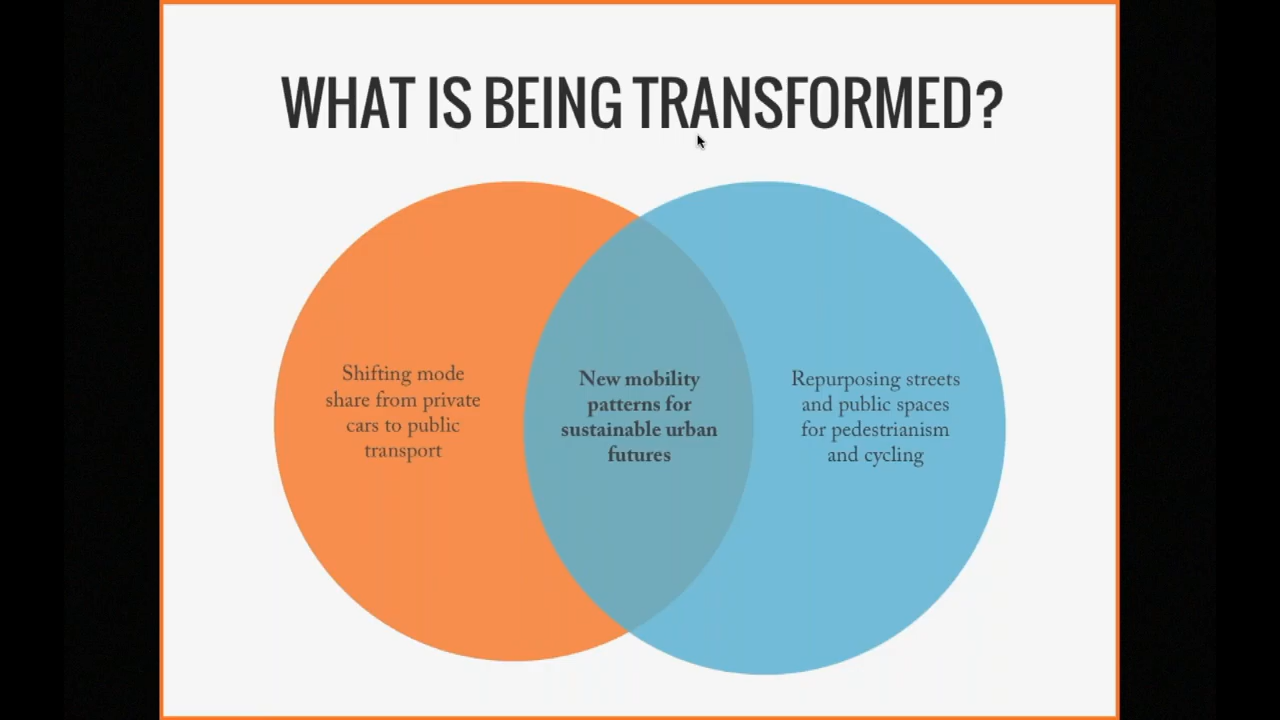 WHAT IS BEING TRANSFORMED?
Shifting mode
share from private
cars to public
transport
New mobility
patterns for
sustainable urban
futures
Repurposing streets
and public spaces
for pedestrianism
and cycling